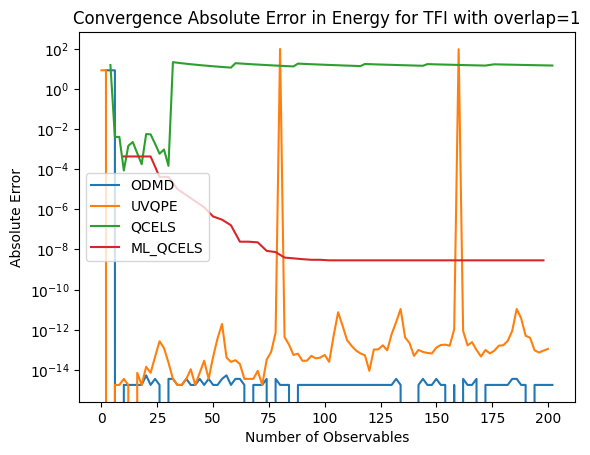 Convergence Absolute Error in Energy for TFI with overlap=1
Absolute Error
10²
10⁰
10⁻²
10⁻⁴
10⁻⁶
10⁻⁸
10⁻¹⁰
10⁻¹²
10⁻¹⁴
ODMD
UVQPE
QCELS
ML_QCELS
0 25 50 75 100 125 150 175 200
Number of Observables